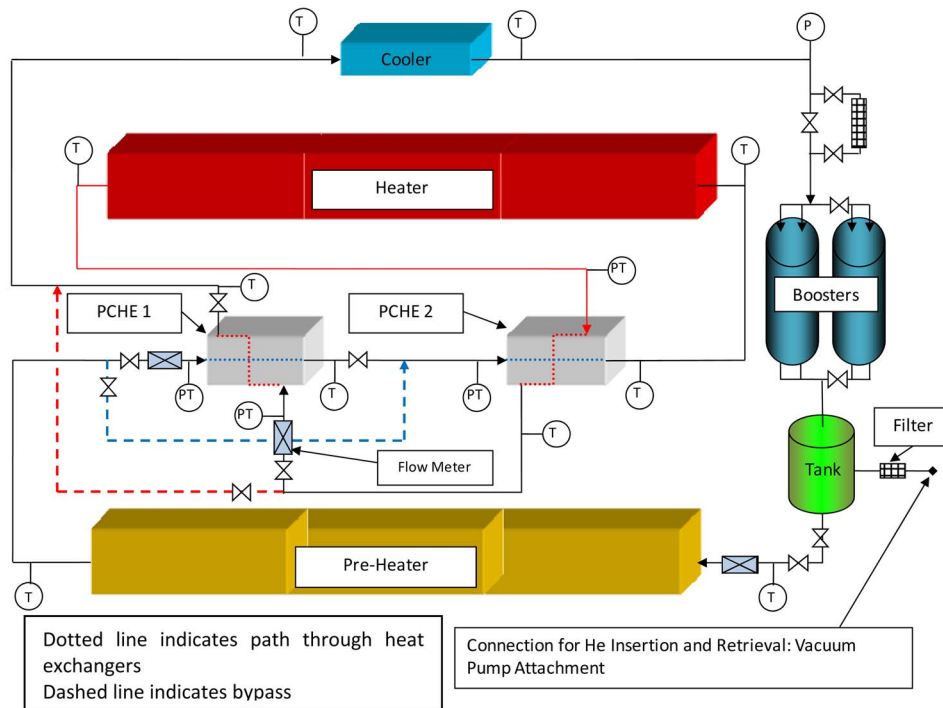 T
T
P
Cooler
T
T
Heater
PT
T
PCHE 1
PCHE 2
Boosters
PT
T
PT
T
PT
T
Filter
Flow Meter
Tank
Pre-Heater
T
T
Dotted line indicates path through heat
exchangers
Dashed line indicates bypass
Connection for He Insertion and Retrieval: Vacuum
Pump Attachment